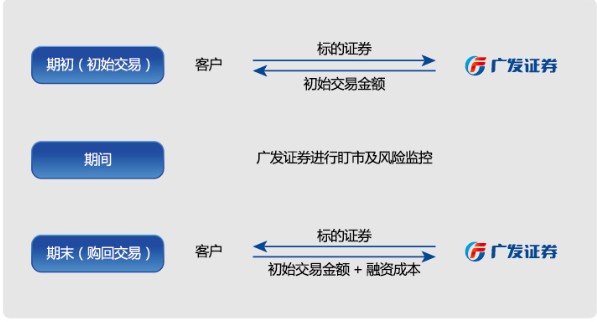 标的证券
期初（初始交易） 客户 广发证券
初始交易金额
期间 广发证券进行盯市及风险监控
标的证券
期末（购回交易） 客户 广发证券
初始交易金额 + 融资成本